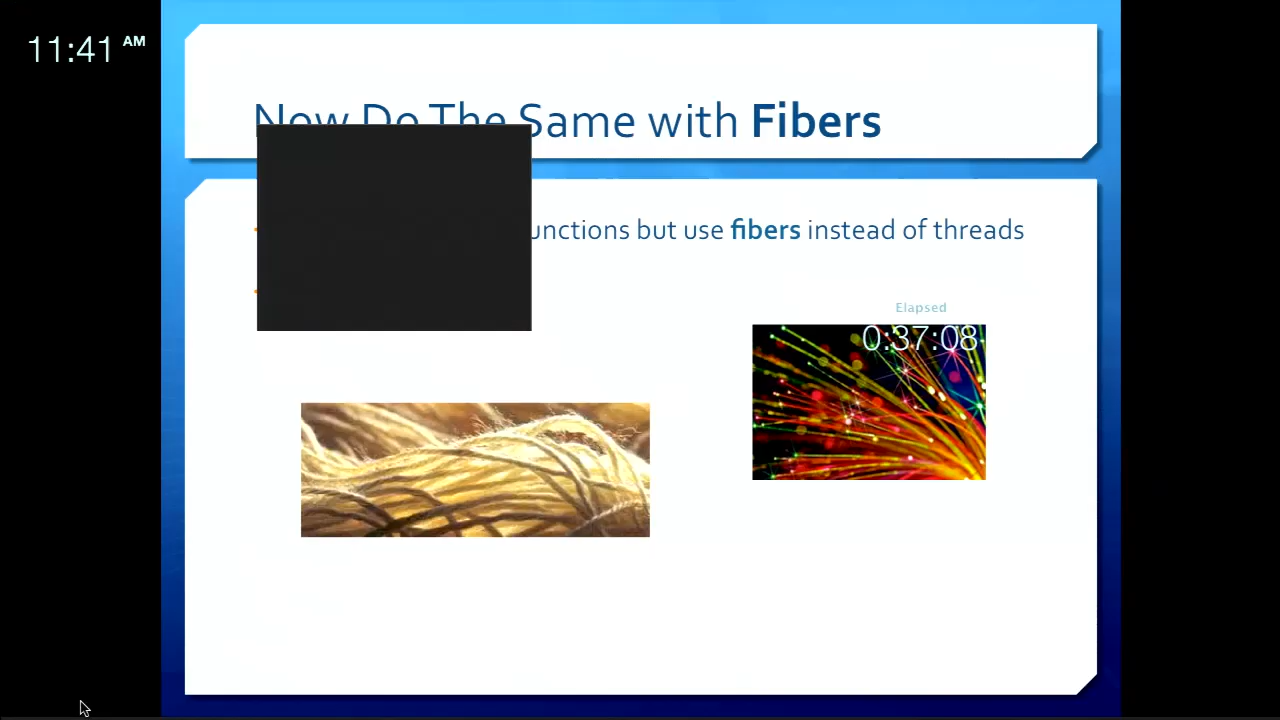 11:41 AM
Now Do The Same with Fibers
unctions but use fibers instead of threads
Elapsed
0:37:08